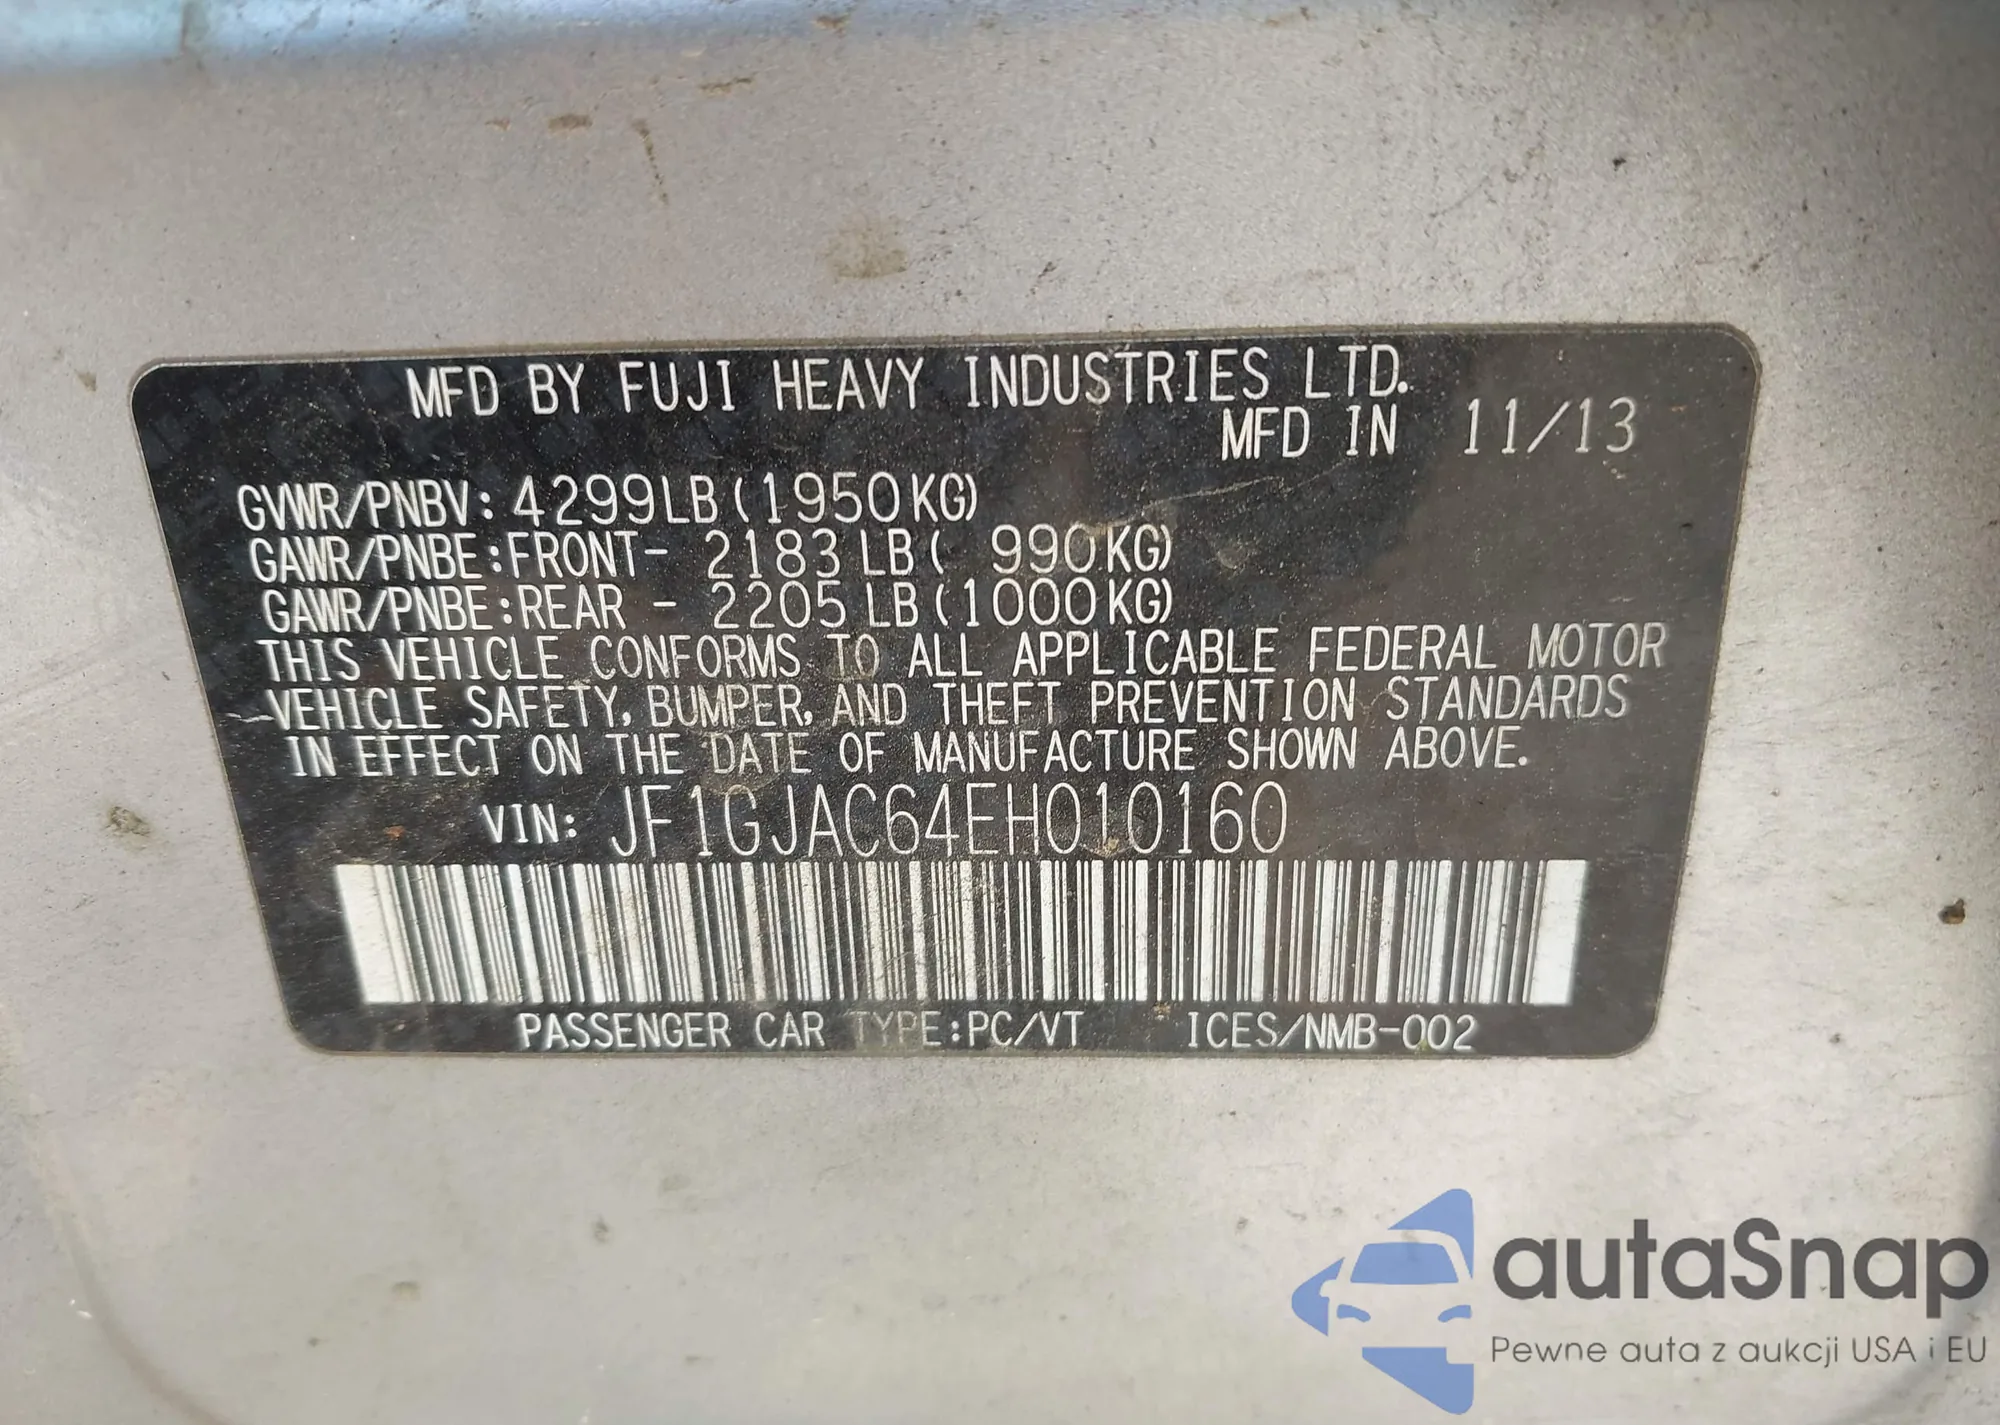 MFD BY FUJI HEAVY INDUSTRIES LTD.
MFD IN 11/13
GVWR/PNBV: 4299LB (1950KG)
GAWR/PNBE:FRONT- 2183 LB ( 990KG)
GAWR/PNBE:REAR - 2205 LB (1000KG)
THIS VEHICLE CONFORMS TO ALL APPLICABLE FEDERAL MOTOR
VEHICLE SAFETY, BUMPER, AND THEFT PREVENTION STANDARDS
IN EFFECT ON THE DATE OF MANUFACTURE SHOWN ABOVE.
VIN: JF1GJAC64EH010160
PASSENGER CAR TYPE:PC/VT ICES/NMB-002
autaSnap
Pewne auta z aukcji USA i EU